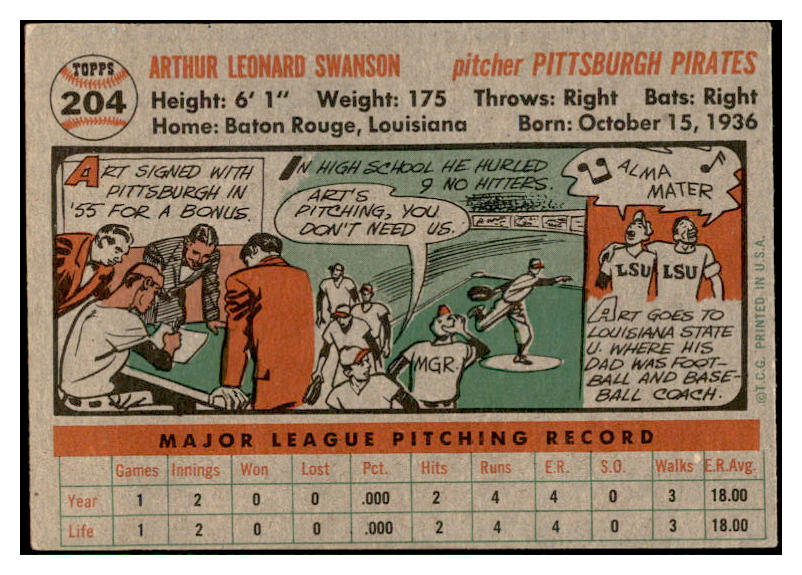 TOPPS
204
ARTHUR LEONARD SWANSON pitcher PITTSBURGH PIRATES
Height: 6' 1" Weight: 175 Throws: Right Bats: Right
Home: Baton Rouge, Louisiana Born: October 15, 1936
ART SIGNED WITH
PITTSBURGH IN
'55 FOR A BONUS.
IN HIGH SCHOOL HE HURLED
9 NO HITTERS.
ART'S
PITCHING, YOU
DON'T NEED US.
MGR.
ALMA
MATER
LSU LSU
ART GOES TO
LOUISIANA STATE
U. WHERE HIS
DAD WAS FOOT-
BALL AND BASE-
BALL COACH.
©T.C.G. PRINTED IN U.S.A.
MAJOR LEAGUE PITCHING RECORD
Games Innings Won Lost Pct. Hits Runs E.R. S.O. Walks E.R.Avg.
Year 1 2 0 0 .000 2 4 4 0 3 18.00
Life 1 2 0 0 .000 2 4 4 0 3 18.00